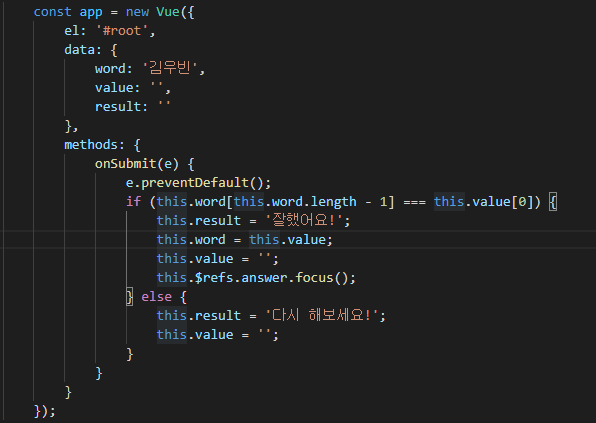 const app = new Vue({
    el: '#root',
    data: {
        word: '김우빈',
        value: '',
        result: ''
    },
    methods: {
        onSubmit(e) {
            e.preventDefault();
            if (this.word[this.word.length - 1] === this.value[0]) {
                this.result = '잘했어요!';
                this.word = this.value;
                this.value = '';
                this.$refs.answer.focus();
            } else {
                this.result = '다시 해보세요!';
                this.value = '';
            }
        }
    }
});